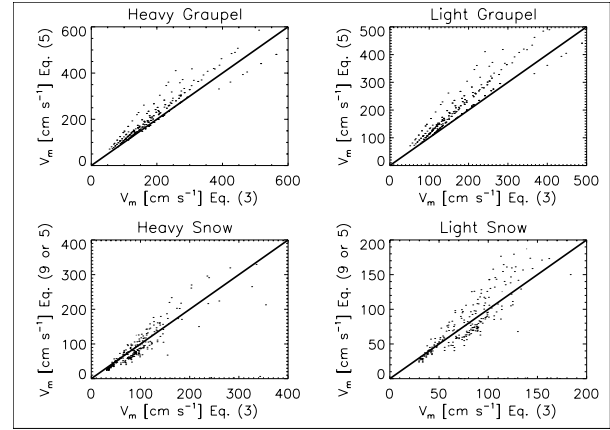 Heavy Graupel
V_m [cm s⁻¹] Eq. (5)
600
400
200
0
0 200 400 600
V_m [cm s⁻¹] Eq. (3)
Light Graupel
V_m [cm s⁻¹] Eq. (5)
500
400
300
200
100
0
0 100 200 300 400 500
V_m [cm s⁻¹] Eq. (3)
Heavy Snow
V_m [cm s⁻¹] Eq. (9 or 5)
400
300
200
100
0
0 100 200 300 400
V_m [cm s⁻¹] Eq. (3)
Light Snow
V_m [cm s⁻¹] Eq. (9 or 5)
200
150
100
50
0
0 50 100 150 200
V_m [cm s⁻¹] Eq. (3)